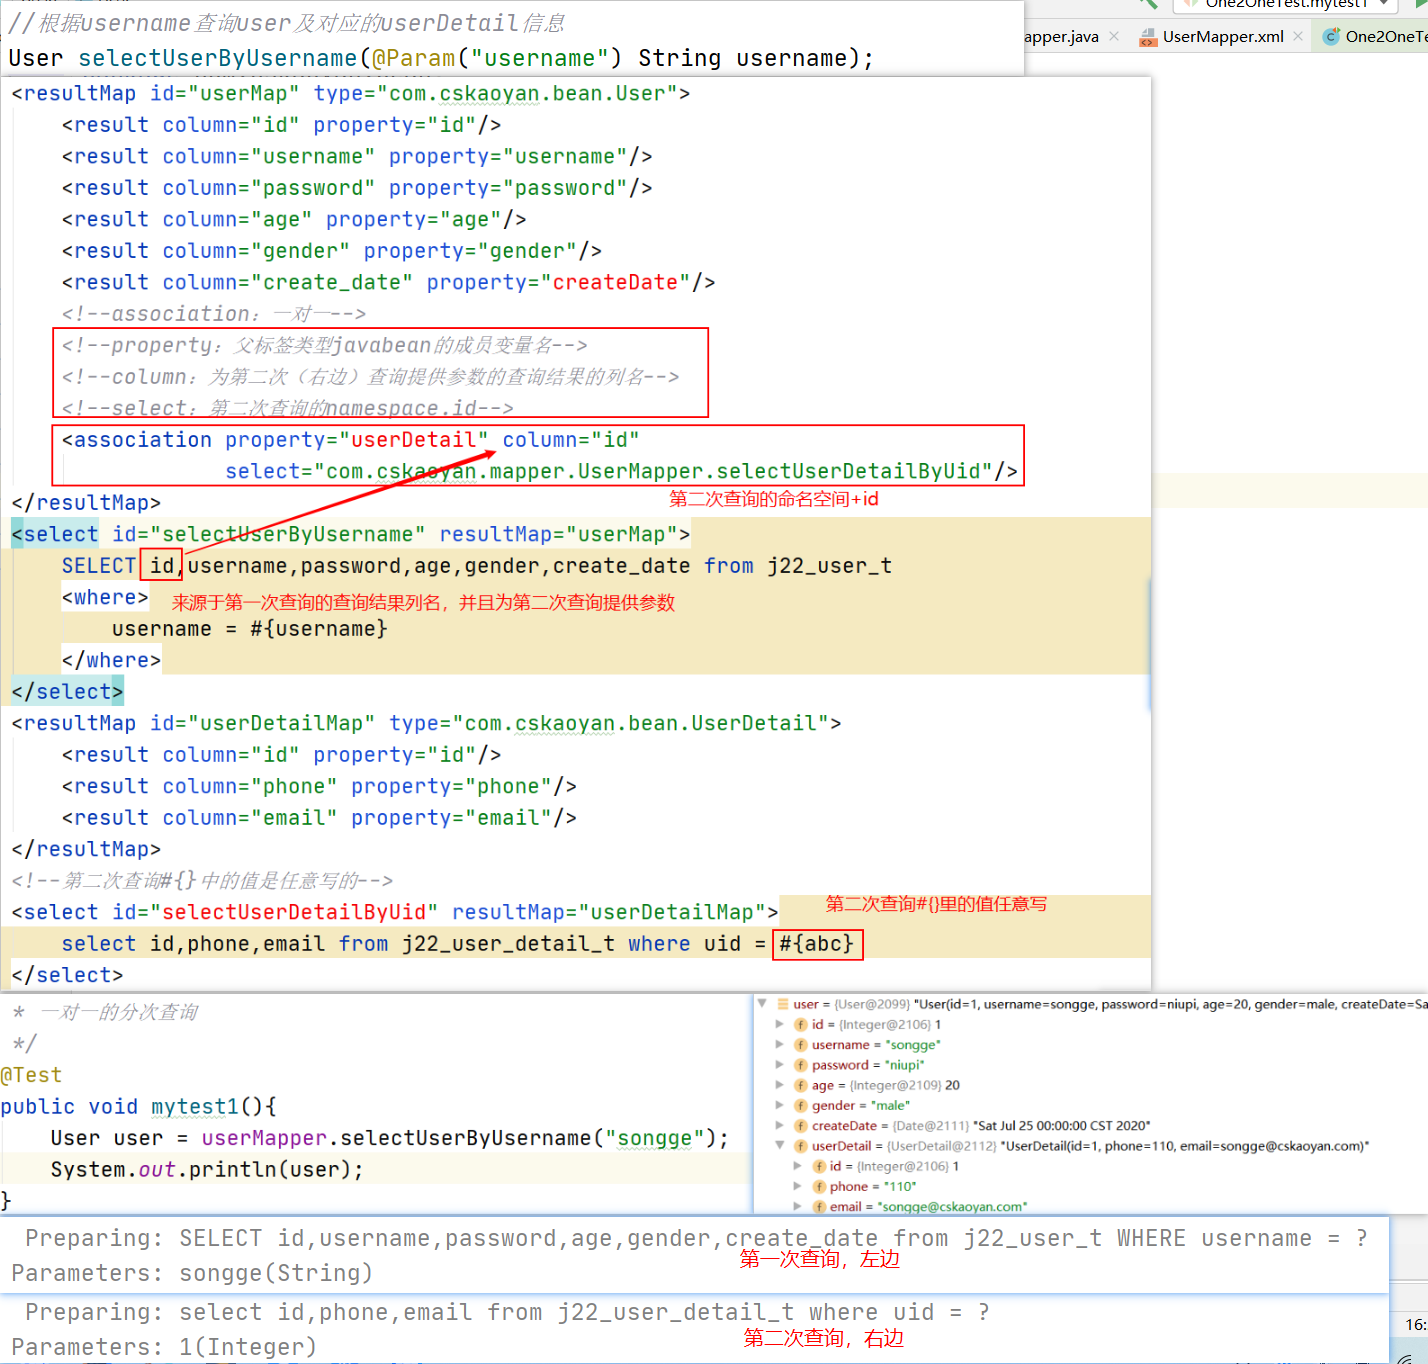 //根据username查询user及对应的userDetail信息
User selectUserByUsername(@Param("username") String username);
One2OneTest.mytest1
apper.java
UserMapper.xml
One2OneTe
<resultMap id="userMap" type="com.cskaoyan.bean.User">
<result column="id" property="id"/>
<result column="username" property="username"/>
<result column="password" property="password"/>
<result column="age" property="age"/>
<result column="gender" property="gender"/>
<result column="create_date" property="createDate"/>
<!--association：一对一-->
<!--property：父标签类型javabean的成员变量名-->
<!--column：为第二次（右边）查询提供参数的查询结果的列名-->
<!--select：第二次查询的namespace.id-->
<association property="userDetail" column="id"
select="com.cskaoyan.mapper.UserMapper.selectUserDetailByUid"/>
</resultMap>
第二次查询的命名空间+id
<select id="selectUserByUsername" resultMap="userMap">
SELECT id,username,password,age,gender,create_date from j22_user_t
<where>
来源于第一次查询的查询结果列名，并且为第二次查询提供参数
username = #{username}
</where>
</select>
<resultMap id="userDetailMap" type="com.cskaoyan.bean.UserDetail">
<result column="id" property="id"/>
<result column="phone" property="phone"/>
<result column="email" property="email"/>
</resultMap>
<!--第二次查询#{}中的值是任意写的-->
<select id="selectUserDetailByUid" resultMap="userDetailMap">
第二次查询#{}里的值任意写
select id,phone,email from j22_user_detail_t where uid = #{abc}
</select>
* 一对一的分次查询
*/
@Test
public void mytest1(){
User user = userMapper.selectUserByUsername("songge");
System.out.println(user);
}
user = {User@2099} "User(id=1, username=songge, password=niupi, age=20, gender=male, createDate=Sa
id = {Integer@2106} 1
username = "songge"
password = "niupi"
age = {Integer@2109} 20
gender = "male"
createDate = {Date@2111} "Sat Jul 25 00:00:00 CST 2020"
userDetail = {UserDetail@2112} "UserDetail(id=1, phone=110, email=songge@cskaoyan.com)"
id = {Integer@2106} 1
phone = "110"
email = "songge@cskaoyan.com"
Preparing: SELECT id,username,password,age,gender,create_date from j22_user_t WHERE username = ?
第一次查询，左边
Parameters: songge(String)
Preparing: select id,phone,email from j22_user_detail_t where uid = ?
第二次查询，右边
Parameters: 1(Integer)
16: